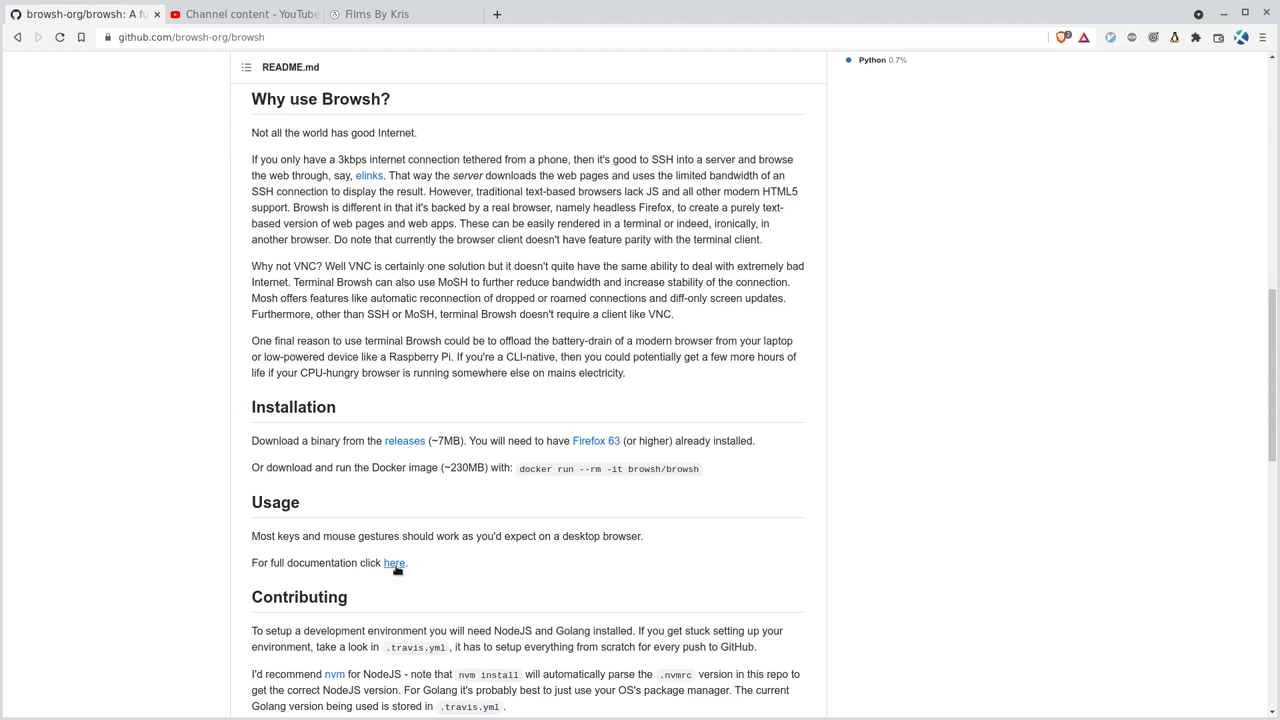 browsh-org/browsh: A fu
Channel content - YouTube
Films By Kris
github.com/browsh-org/browsh
2
README.md
Python 0.7%
Why use Browsh?
Not all the world has good Internet.
If you only have a 3kbps internet connection tethered from a phone, then it's good to SSH into a server and browse
the web through, say, elinks. That way the server downloads the web pages and uses the limited bandwidth of an
SSH connection to display the result. However, traditional text-based browsers lack JS and all other modern HTML5
support. Browsh is different in that it's backed by a real browser, namely headless Firefox, to create a purely text-
based version of web pages and web apps. These can be easily rendered in a terminal or indeed, ironically, in
another browser. Do note that currently the browser client doesn't have feature parity with the terminal client.
Why not VNC? Well VNC is certainly one solution but it doesn't quite have the same ability to deal with extremely bad
Internet. Terminal Browsh can also use MoSH to further reduce bandwidth and increase stability of the connection.
Mosh offers features like automatic reconnection of dropped or roamed connections and diff-only screen updates.
Furthermore, other than SSH or MoSH, terminal Browsh doesn't require a client like VNC.
One final reason to use terminal Browsh could be to offload the battery-drain of a modern browser from your laptop
or low-powered device like a Raspberry Pi. If you're a CLI-native, then you could potentially get a few more hours of
life if your CPU-hungry browser is running somewhere else on mains electricity.
Installation
Download a binary from the releases (~7MB). You will need to have Firefox 63 (or higher) already installed.
Or download and run the Docker image (~230MB) with: docker run --rm -it browsh/browsh
Usage
Most keys and mouse gestures should work as you'd expect on a desktop browser.
For full documentation click here.
Contributing
To setup a development environment you will need NodeJS and Golang installed. If you get stuck setting up your
environment, take a look in .travis.yml , it has to setup everything from scratch for every push to GitHub.
I'd recommend nvm for NodeJS - note that nvm install will automatically parse the .nvmrc version in this repo to
get the correct NodeJS version. For Golang it's probably best to just use your OS's package manager. The current
Golang version being used is stored in .travis.yml .